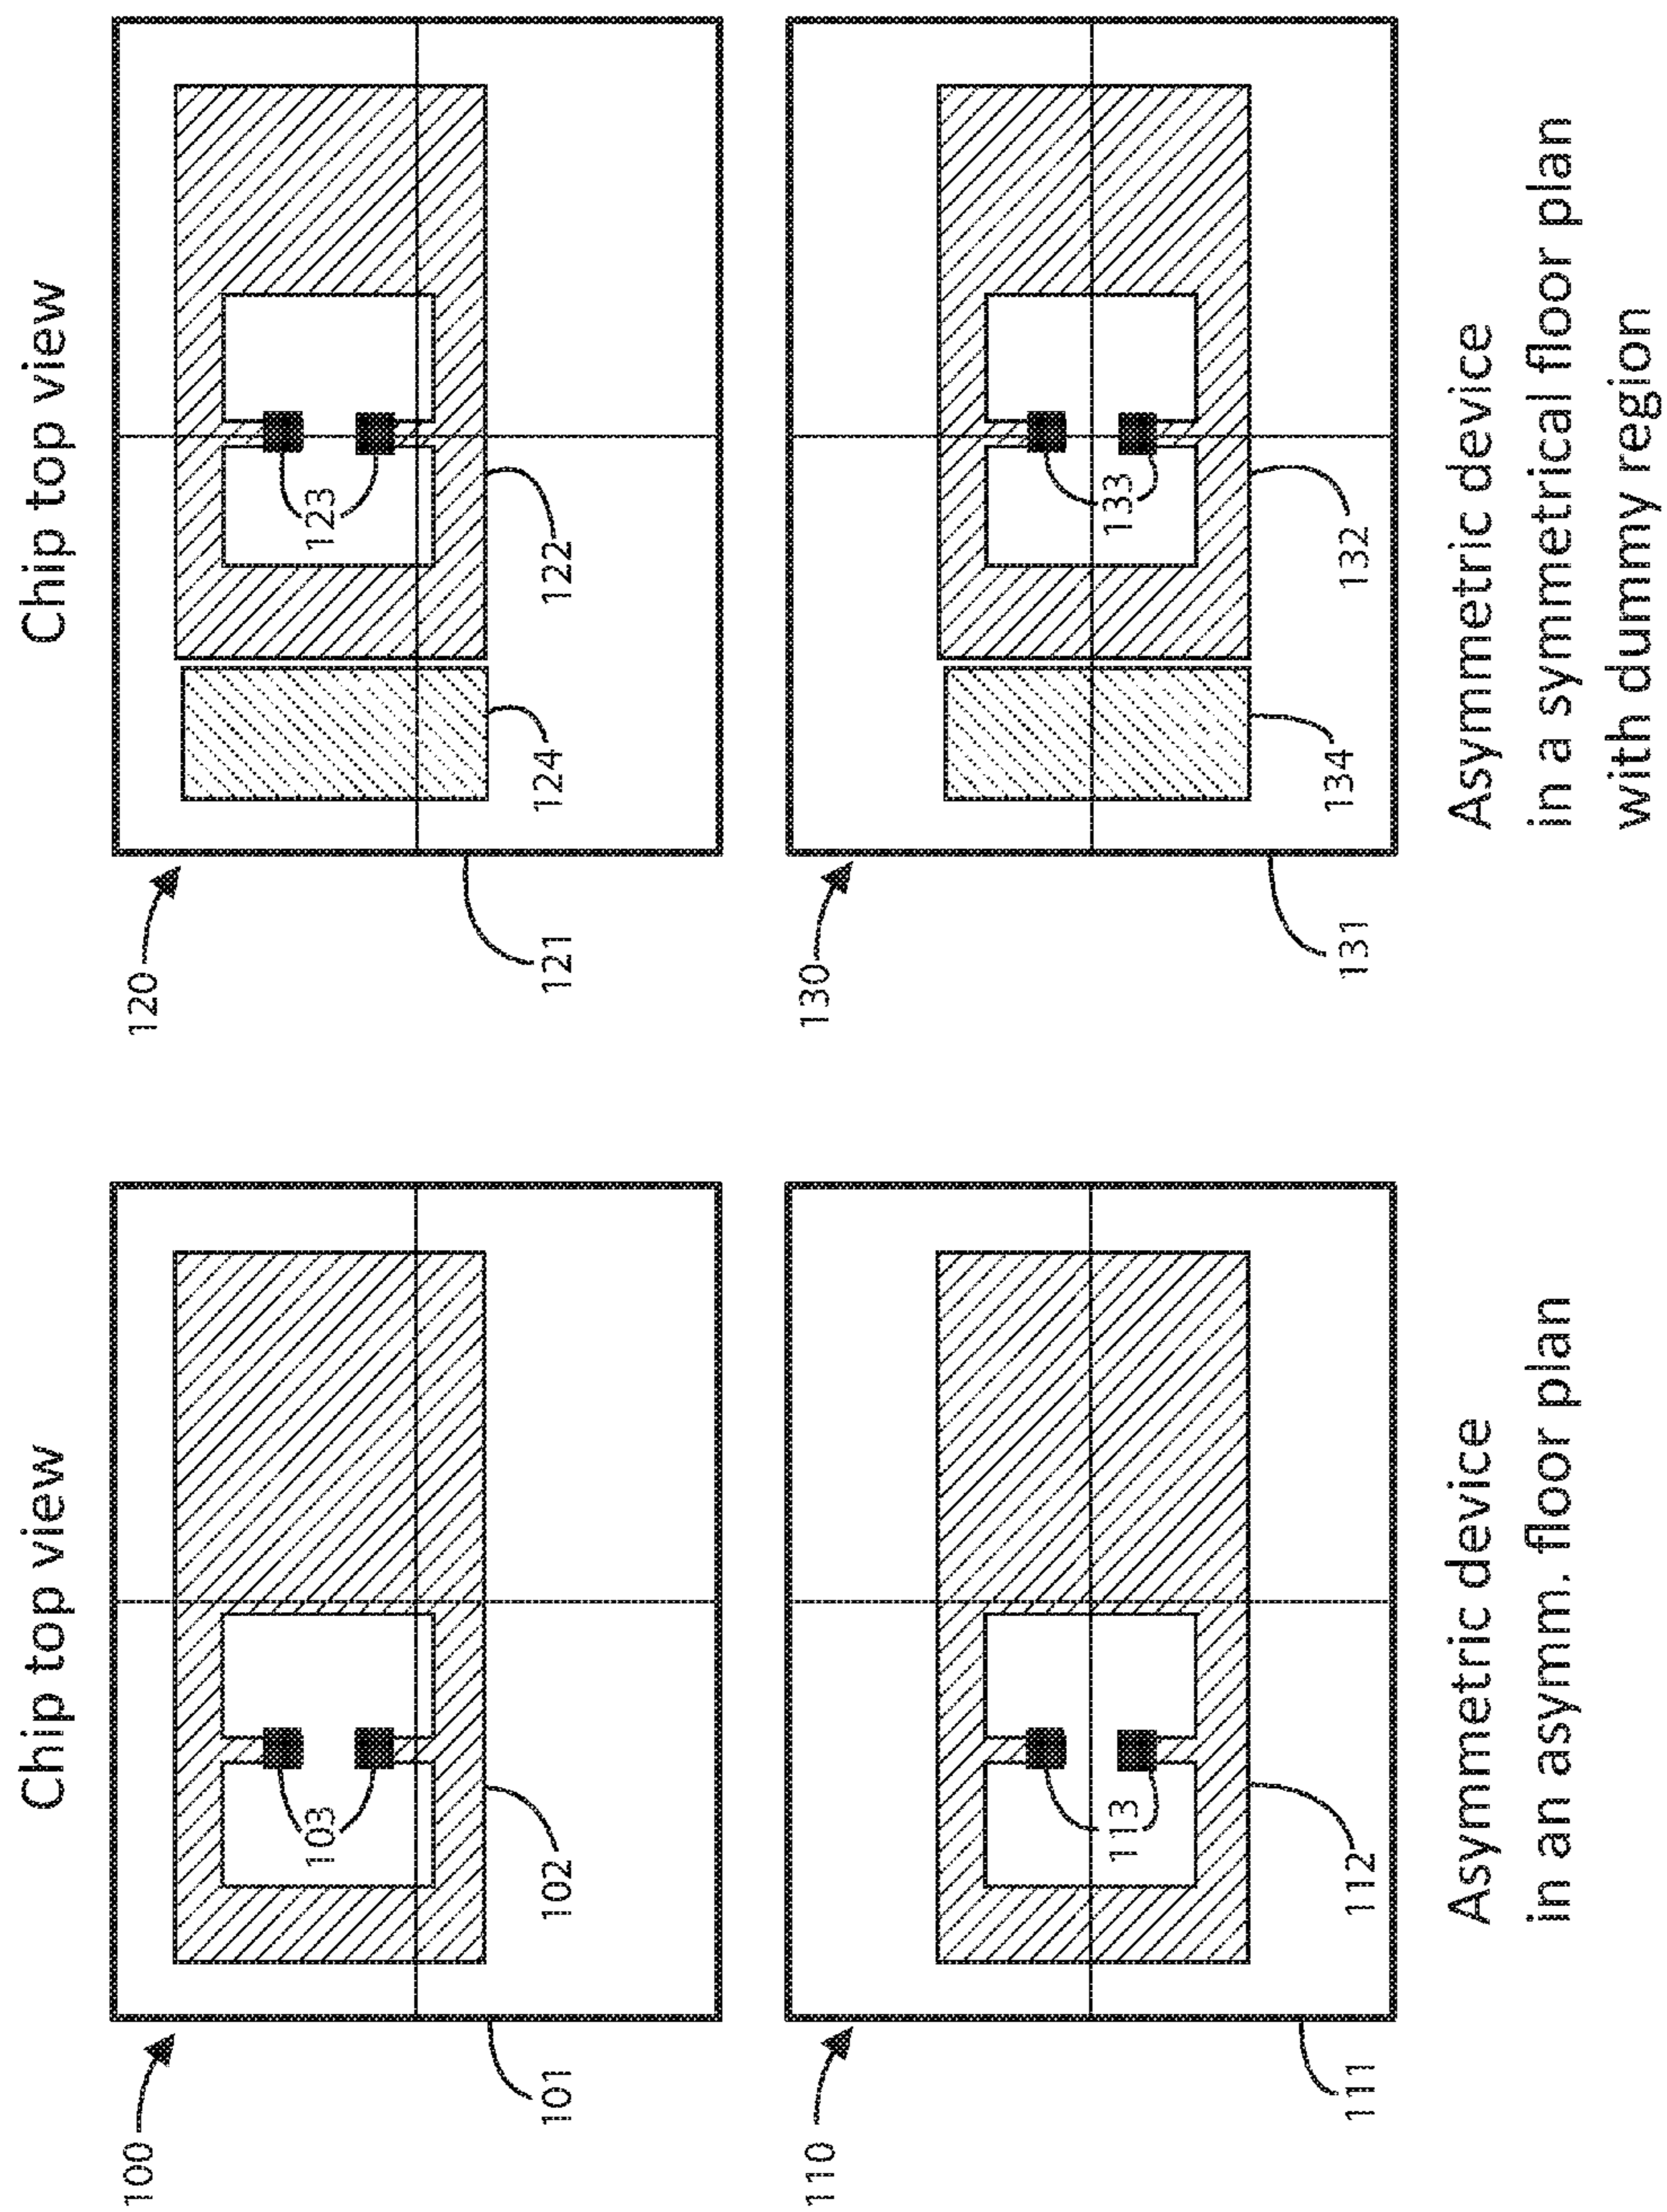 Chip top view
100
103
101
102
110
113
111
112
Asymmetric device
in an asymm. floor plan
Chip top view
120
123
121
124
122
130
133
131
134
132
Asymmetric device
in a symmetrical floor plan
with dummy region